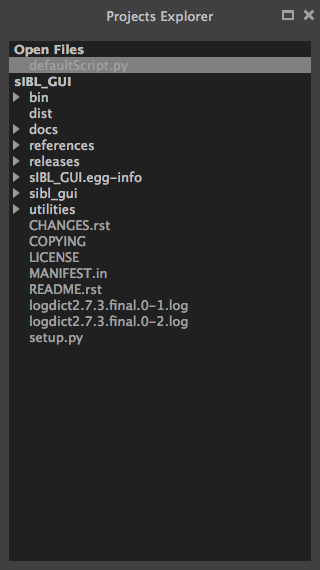 Projects Explorer
Open Files
defaultScript.py
sIBL_GUI
bin
dist
docs
references
releases
sIBL_GUI.egg-info
sibl_gui
utilities
CHANGES.rst
COPYING
LICENSE
MANIFEST.in
README.rst
logdict2.7.3.final.0-1.log
logdict2.7.3.final.0-2.log
setup.py